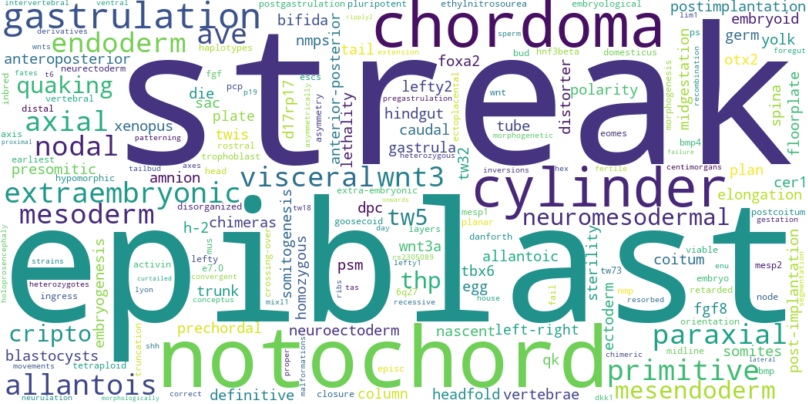 intervertebral ventral postgastrulation pluripotent ethylnitrosourea embryological postimplantation
gastrulation ave bifida ripply2 chordoma lim1 embryoid
derivatives wnts neurectoderm haplotypes nmps sperm germ yolk
endoderm tail extension bud hnf3beta domesticus ps foregut
anteroposterior foxa2 otx2
inbred fates t6 fgf escs lefty2 distorter wnt polarity
quaking die pcp p19 d17rp17 anterior-posterior pregastrulation morphogenesis midgestation recombination spina floorplate
vertebral distal sac asymmetrically asymmetry lethality hindgut ectoplacental
axial plate tube morphogenetic eomes bmp4
axis xenopus patterning twis caudal
proximal nodal tailbud axes rostral gastrula tw32 failure
presomitic trophoblast heterozygous inversions hex fertile centimorgans
earliest hypomorphic head streak
amnion visceral wnt3 plan cer1
extraembryonic extra-embryonic cylinder elongation
disorganized tw18 dpc goosecoid mesp1 onwards postcoitum
mesoderm chimeras somitogenesis day layers tw5 planar neuromesodermal gestation
h-2 mus homozygous danforth viable mesp2
holoprosencephaly strains lefty activin e7.0 crossing-over lefty1 wnt3a rs2305089 allantoic sterility coitum enu embryo node
heterozygotes convergent psm tbx6 tw73 retarded
ingress curtailed lyon conceptus trunk mixl1 ribs tas 6q27 thp egg house fail nmp resorbed
embryogenesis epiblast recessive fgf8 post-implantation
cripto truncation prechordal neuroectoderm nascent left-right ectoderm orientation paraxial
blastocysts shh notochord proper qk chimeric midline somites
movements tetraploid episc malformations primitive bmp lateral
allantois correct definitive column closure headfold vertebrae dkk1 mesendoderm
neurulation morphologically